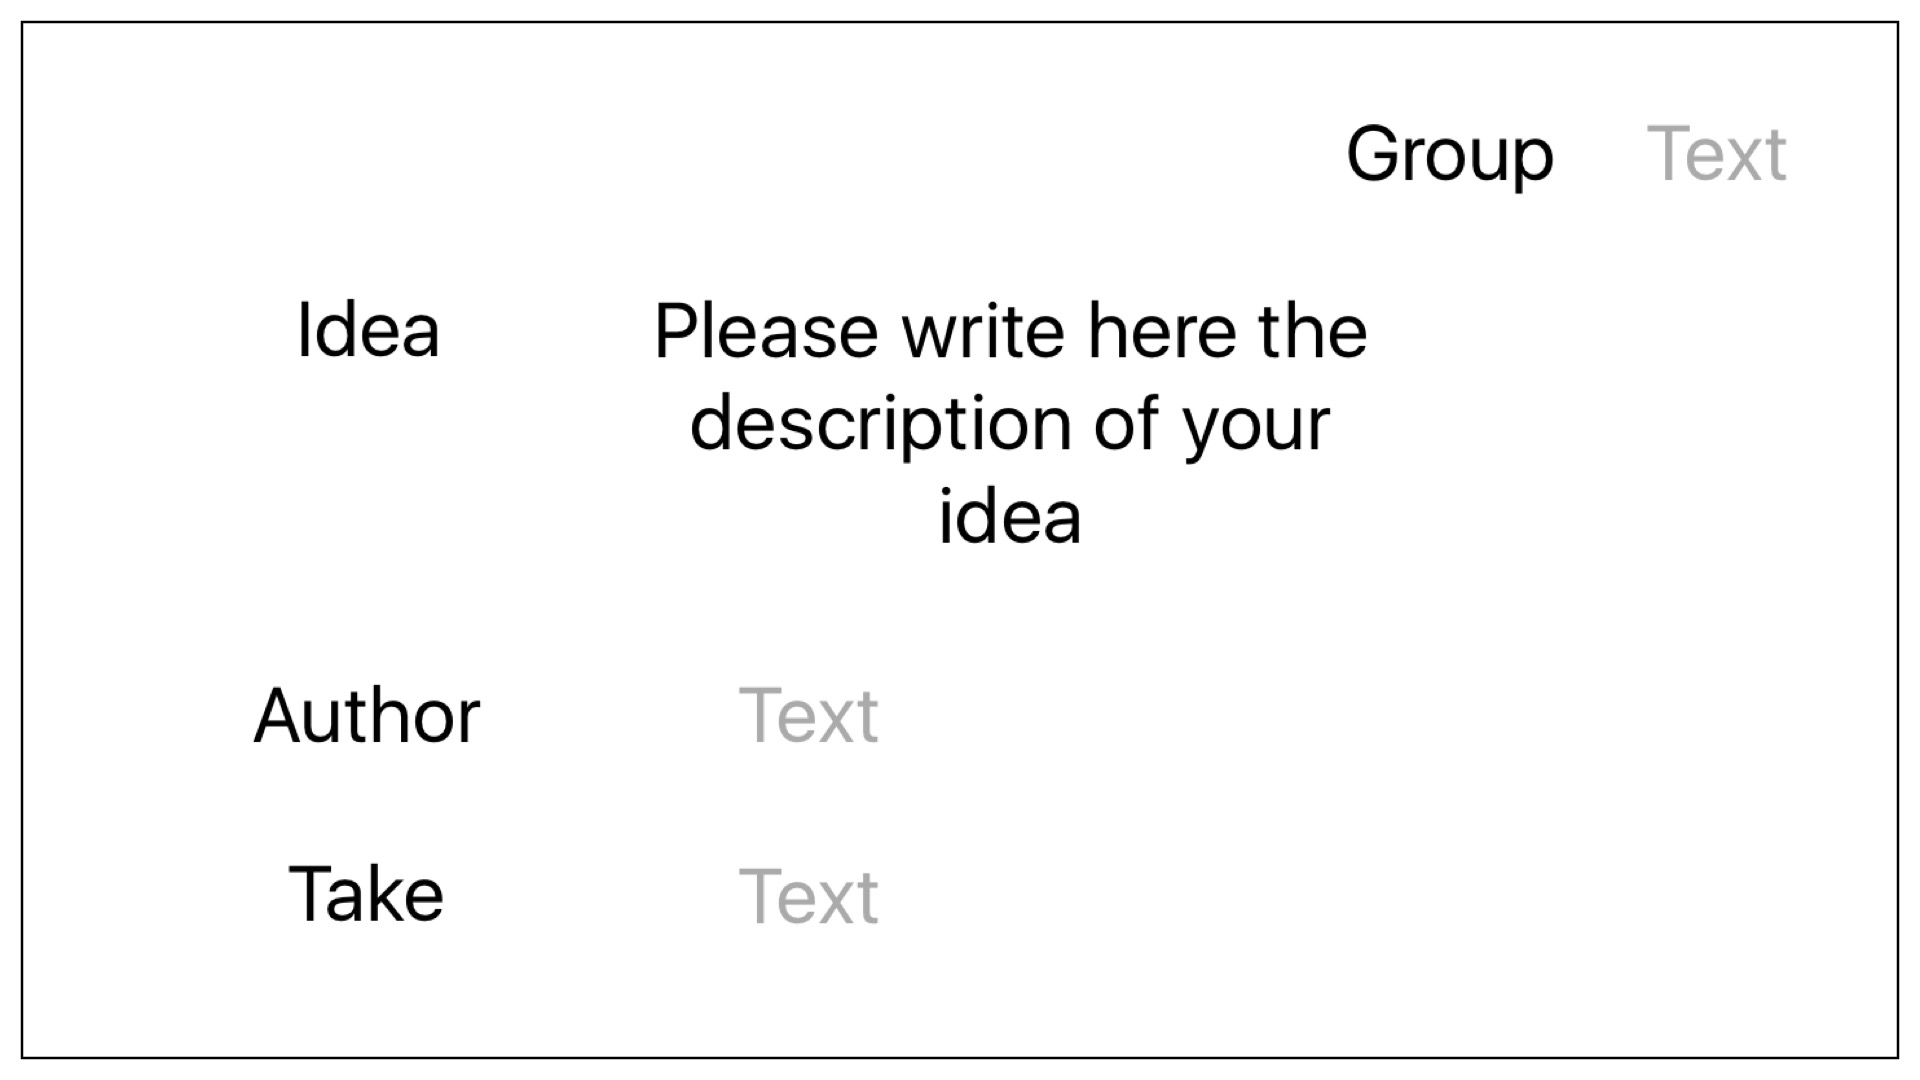 Group Text
Idea Please write here the
description of your
idea
Author Text
Take Text